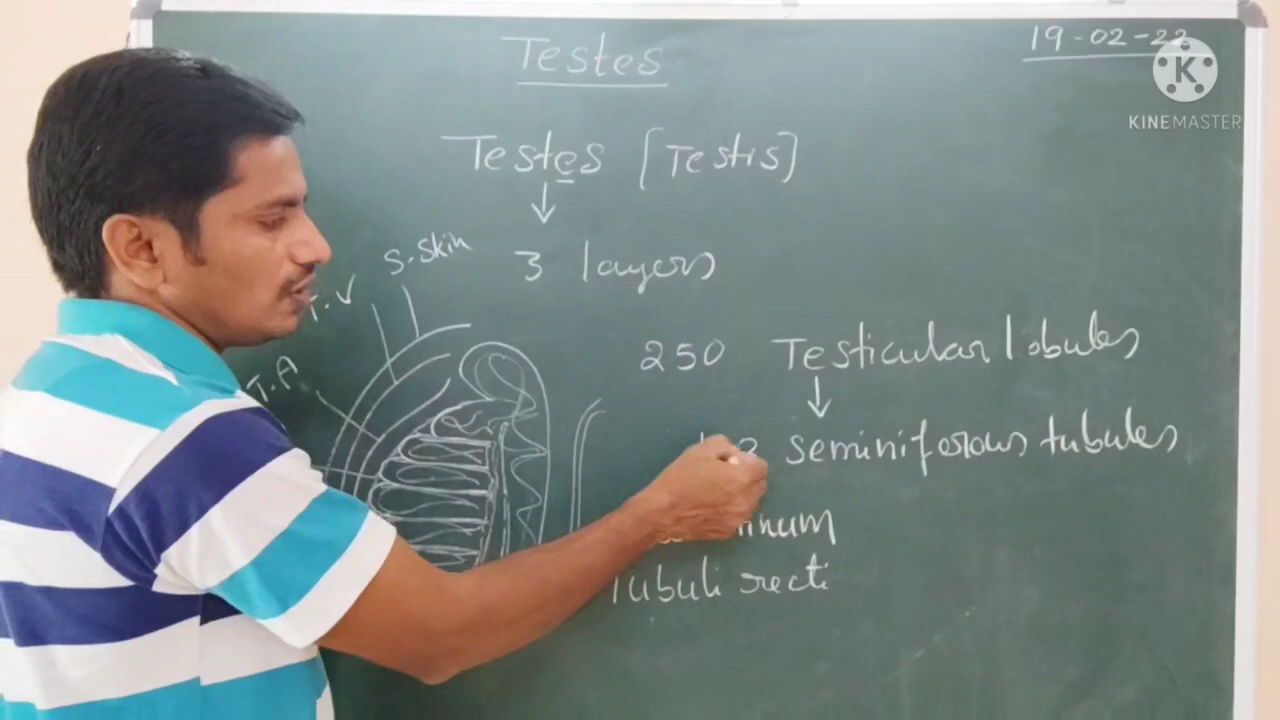 Testes
19-02-22
K
KINEMASTER
Testes [Testis]
3 layers
S. Skin
T. V
T. A
250 Testicular lobules
seminiferous tubules
Tubuli recti